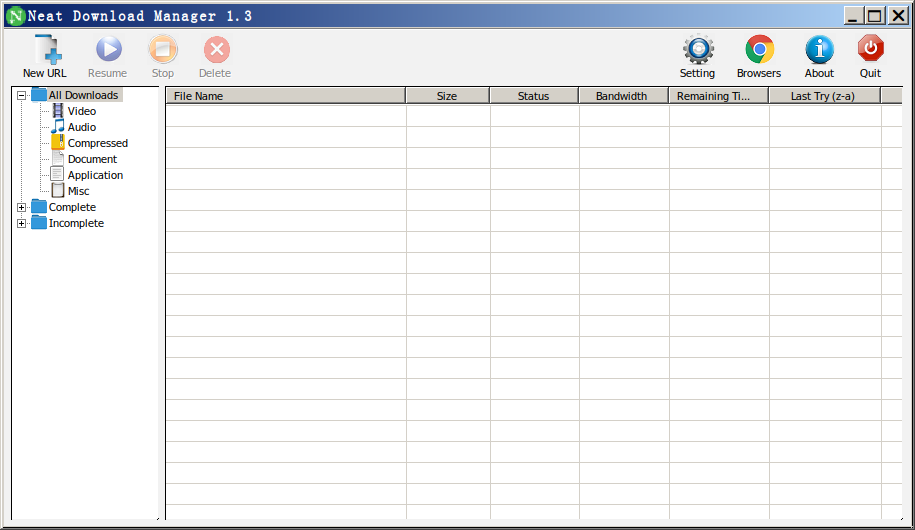 Neat Download Manager 1.3
New URL
Resume
Stop
Delete
Setting
Browsers
About
Quit
All Downloads
Video
Audio
Compressed
Document
Application
Misc
Complete
Incomplete
File Name
Size
Status
Bandwidth
Remaining Ti...
Last Try (z-a)